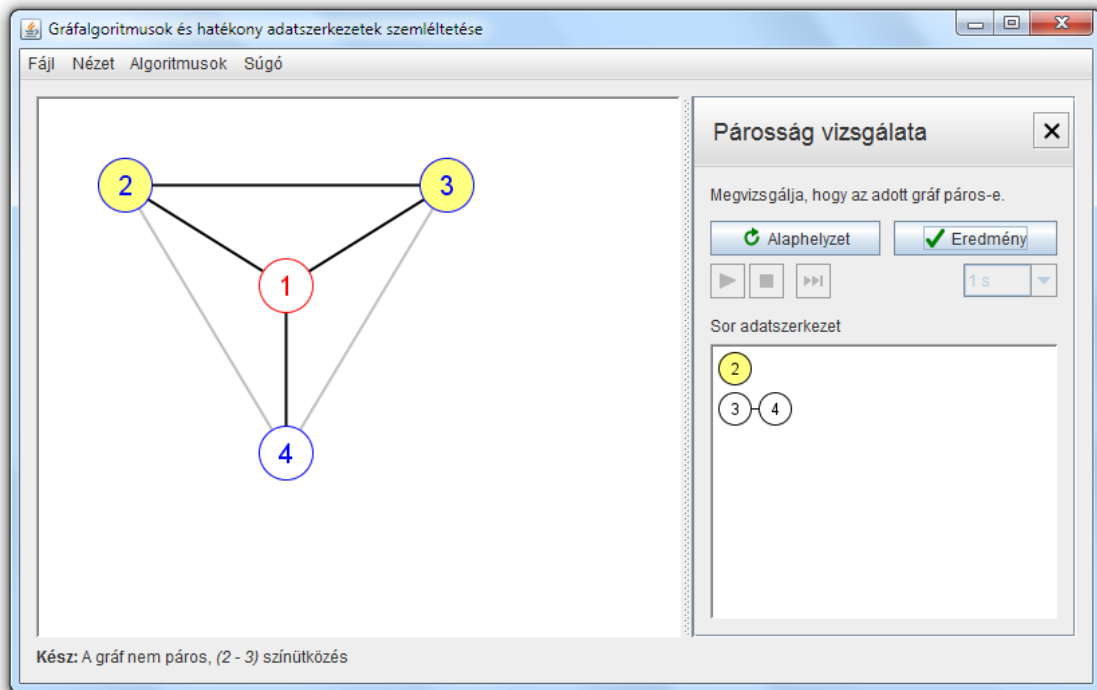 Gráfalgoritmusok és hatékony adatszerkezetek szemléltetése
Fájl Nézet Algoritmusok Súgó
2
3
1
4
Párosság vizsgálata
Megvizsgálja, hogy az adott gráf páros-e.
Alaphelyzet Eredmény
1 s
Sor adatszerkezet
2
3 4
Kész: A gráf nem páros, (2 - 3) színütközés